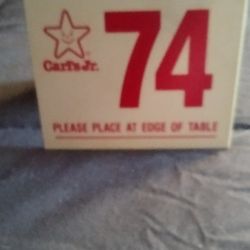 Carl's Jr.
74
PLEASE PLACE AT EDGE OF TABLE